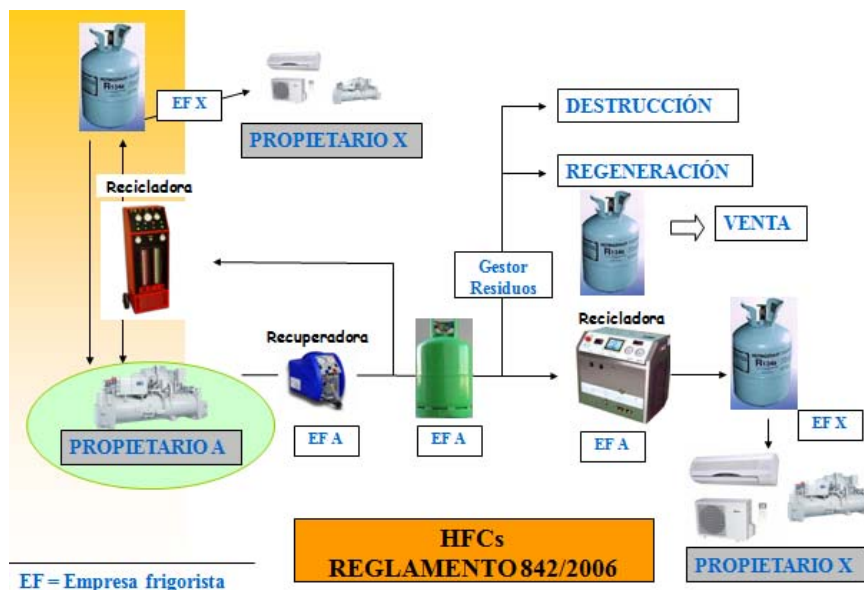 R134a
EF X
PROPIETARIO X
Recicladora
DESTRUCCIÓN
REGENERACIÓN
VENTA
Gestor
Residuos
Recicladora
Recuperadora
PROPIETARIO A
EF A
EF A
EF A
EF X
PROPIETARIO X
HFCs
REGLAMENTO 842/2006
EF = Empresa frigorista